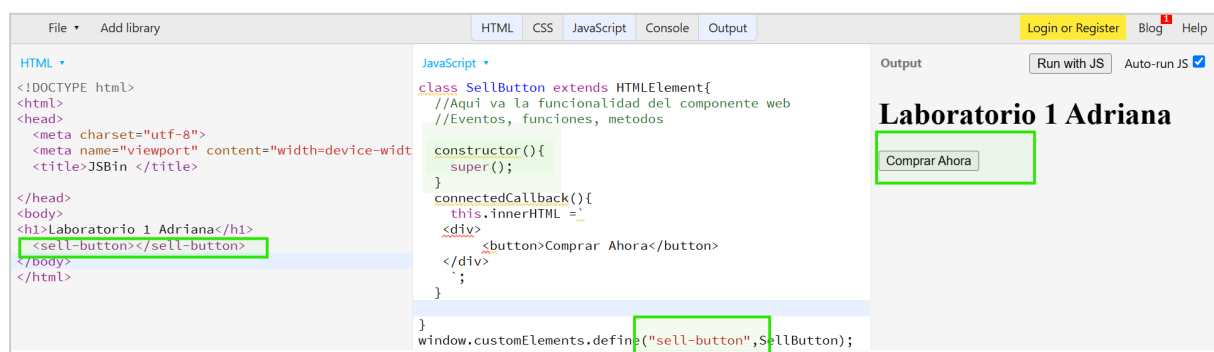 File ▾ Add library HTML CSS JavaScript Console Output Login or Register Blog 1 Help
HTML ▾
<!DOCTYPE html>
<html>
<head>
<meta charset="utf-8">
<meta name="viewport" content="width=device-widt
<title>JSBin </title>
</head>
<body>
<h1>Laboratorio 1 Adriana</h1>
<sell-button></sell-button>
</body>
</html>
JavaScript ▾
class SellButton extends HTMLElement{
//Aqui va la funcionalidad del componente web
//Eventos, funciones, metodos
constructor(){
super();
}
connectedCallback(){
this.innerHTML =`
<div>
<button>Comprar Ahora</button>
</div>
`;
}
}
window.customElements.define("sell-button",SellButton);
Output Run with JS Auto-run JS
Laboratorio 1 Adriana
Comprar Ahora